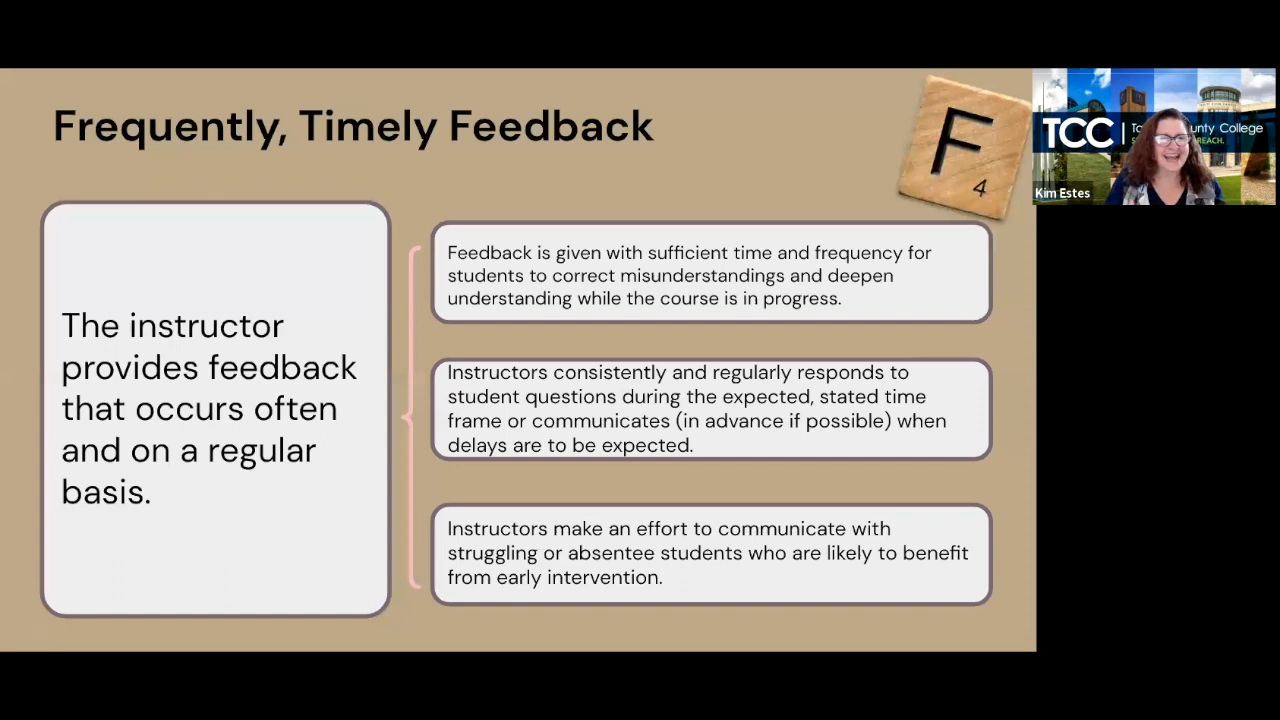 Frequently, Timely Feedback
F
4
TCC
unty College
REACH.
Kim Estes
The instructor
provides feedback
that occurs often
and on a regular
basis.
Feedback is given with sufficient time and frequency for
students to correct misunderstandings and deepen
understanding while the course is in progress.
Instructors consistently and regularly responds to
student questions during the expected, stated time
frame or communicates (in advance if possible) when
delays are to be expected.
Instructors make an effort to communicate with
struggling or absentee students who are likely to benefit
from early intervention.